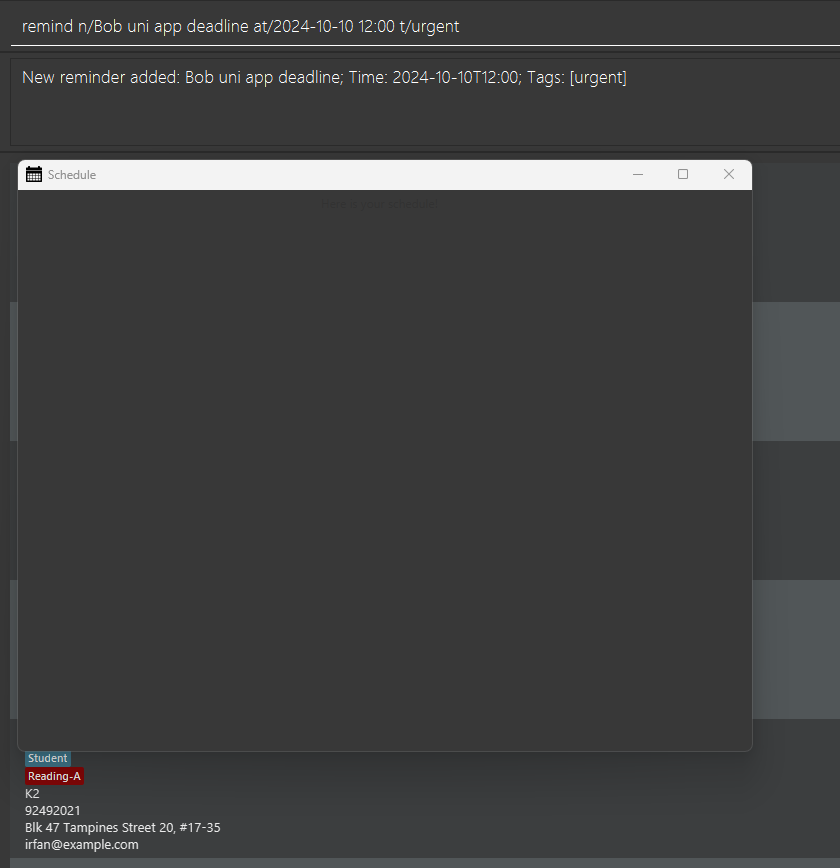 remind n/Bob uni app deadline at/2024-10-10 12:00 t/urgent
New reminder added: Bob uni app deadline; Time: 2024-10-10T12:00; Tags: [urgent]
Schedule
Here is your schedule:
Student
Reading-A
K2
92492021
Blk 47 Tampines Street 20, #17-35
irfan@example.com